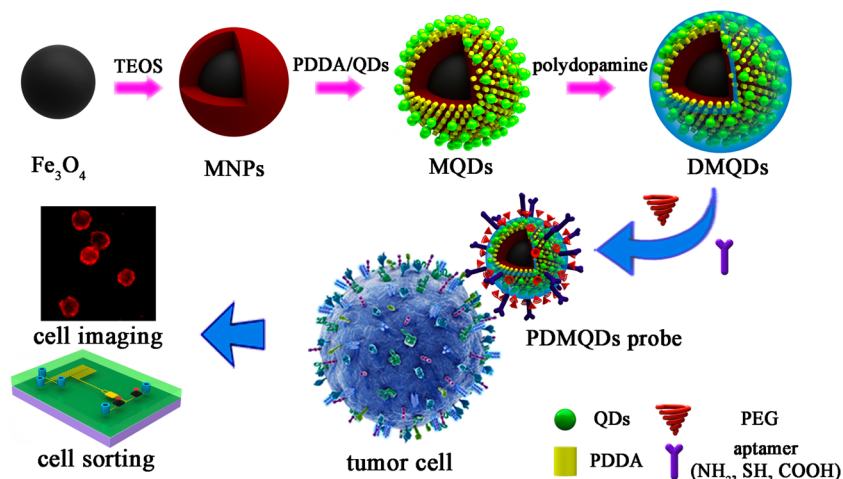 TEOS
PDDA/QDs
polydopamine
Fe₃O₄
MNPs
MQDs
DMQDs
cell imaging
PDMQDs probe
cell sorting
tumor cell
QDs
PEG
PDDA
aptamer
(NH₂, SH, COOH)